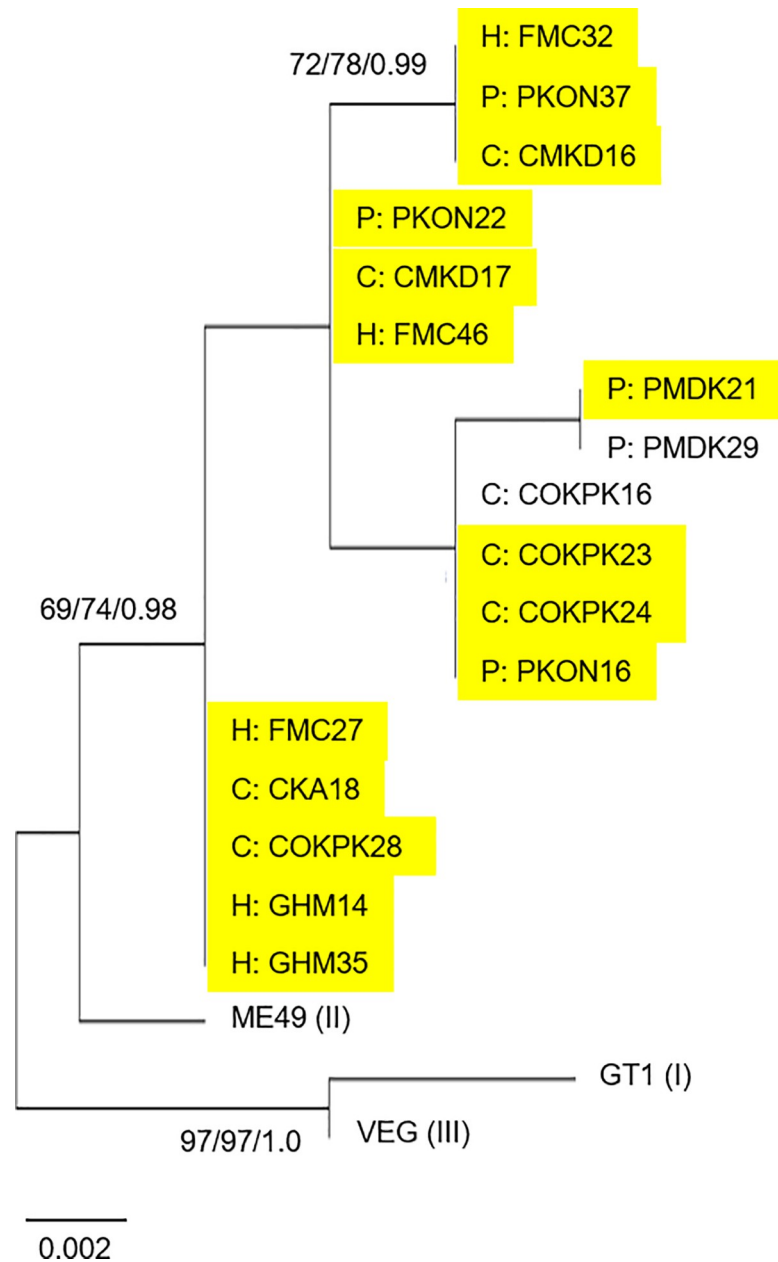 H: FMC32
72/78/0.99
P: PKON37
C: CMKD16
P: PKON22
C: CMKD17
H: FMC46
P: PMDK21
P: PMDK29
C: COKPK16
C: COKPK23
69/74/0.98
C: COKPK24
P: PKON16
H: FMC27
C: CKA18
C: COKPK28
H: GHM14
H: GHM35
ME49 (II)
GT1 (I)
VEG (III)
97/97/1.0
0.002